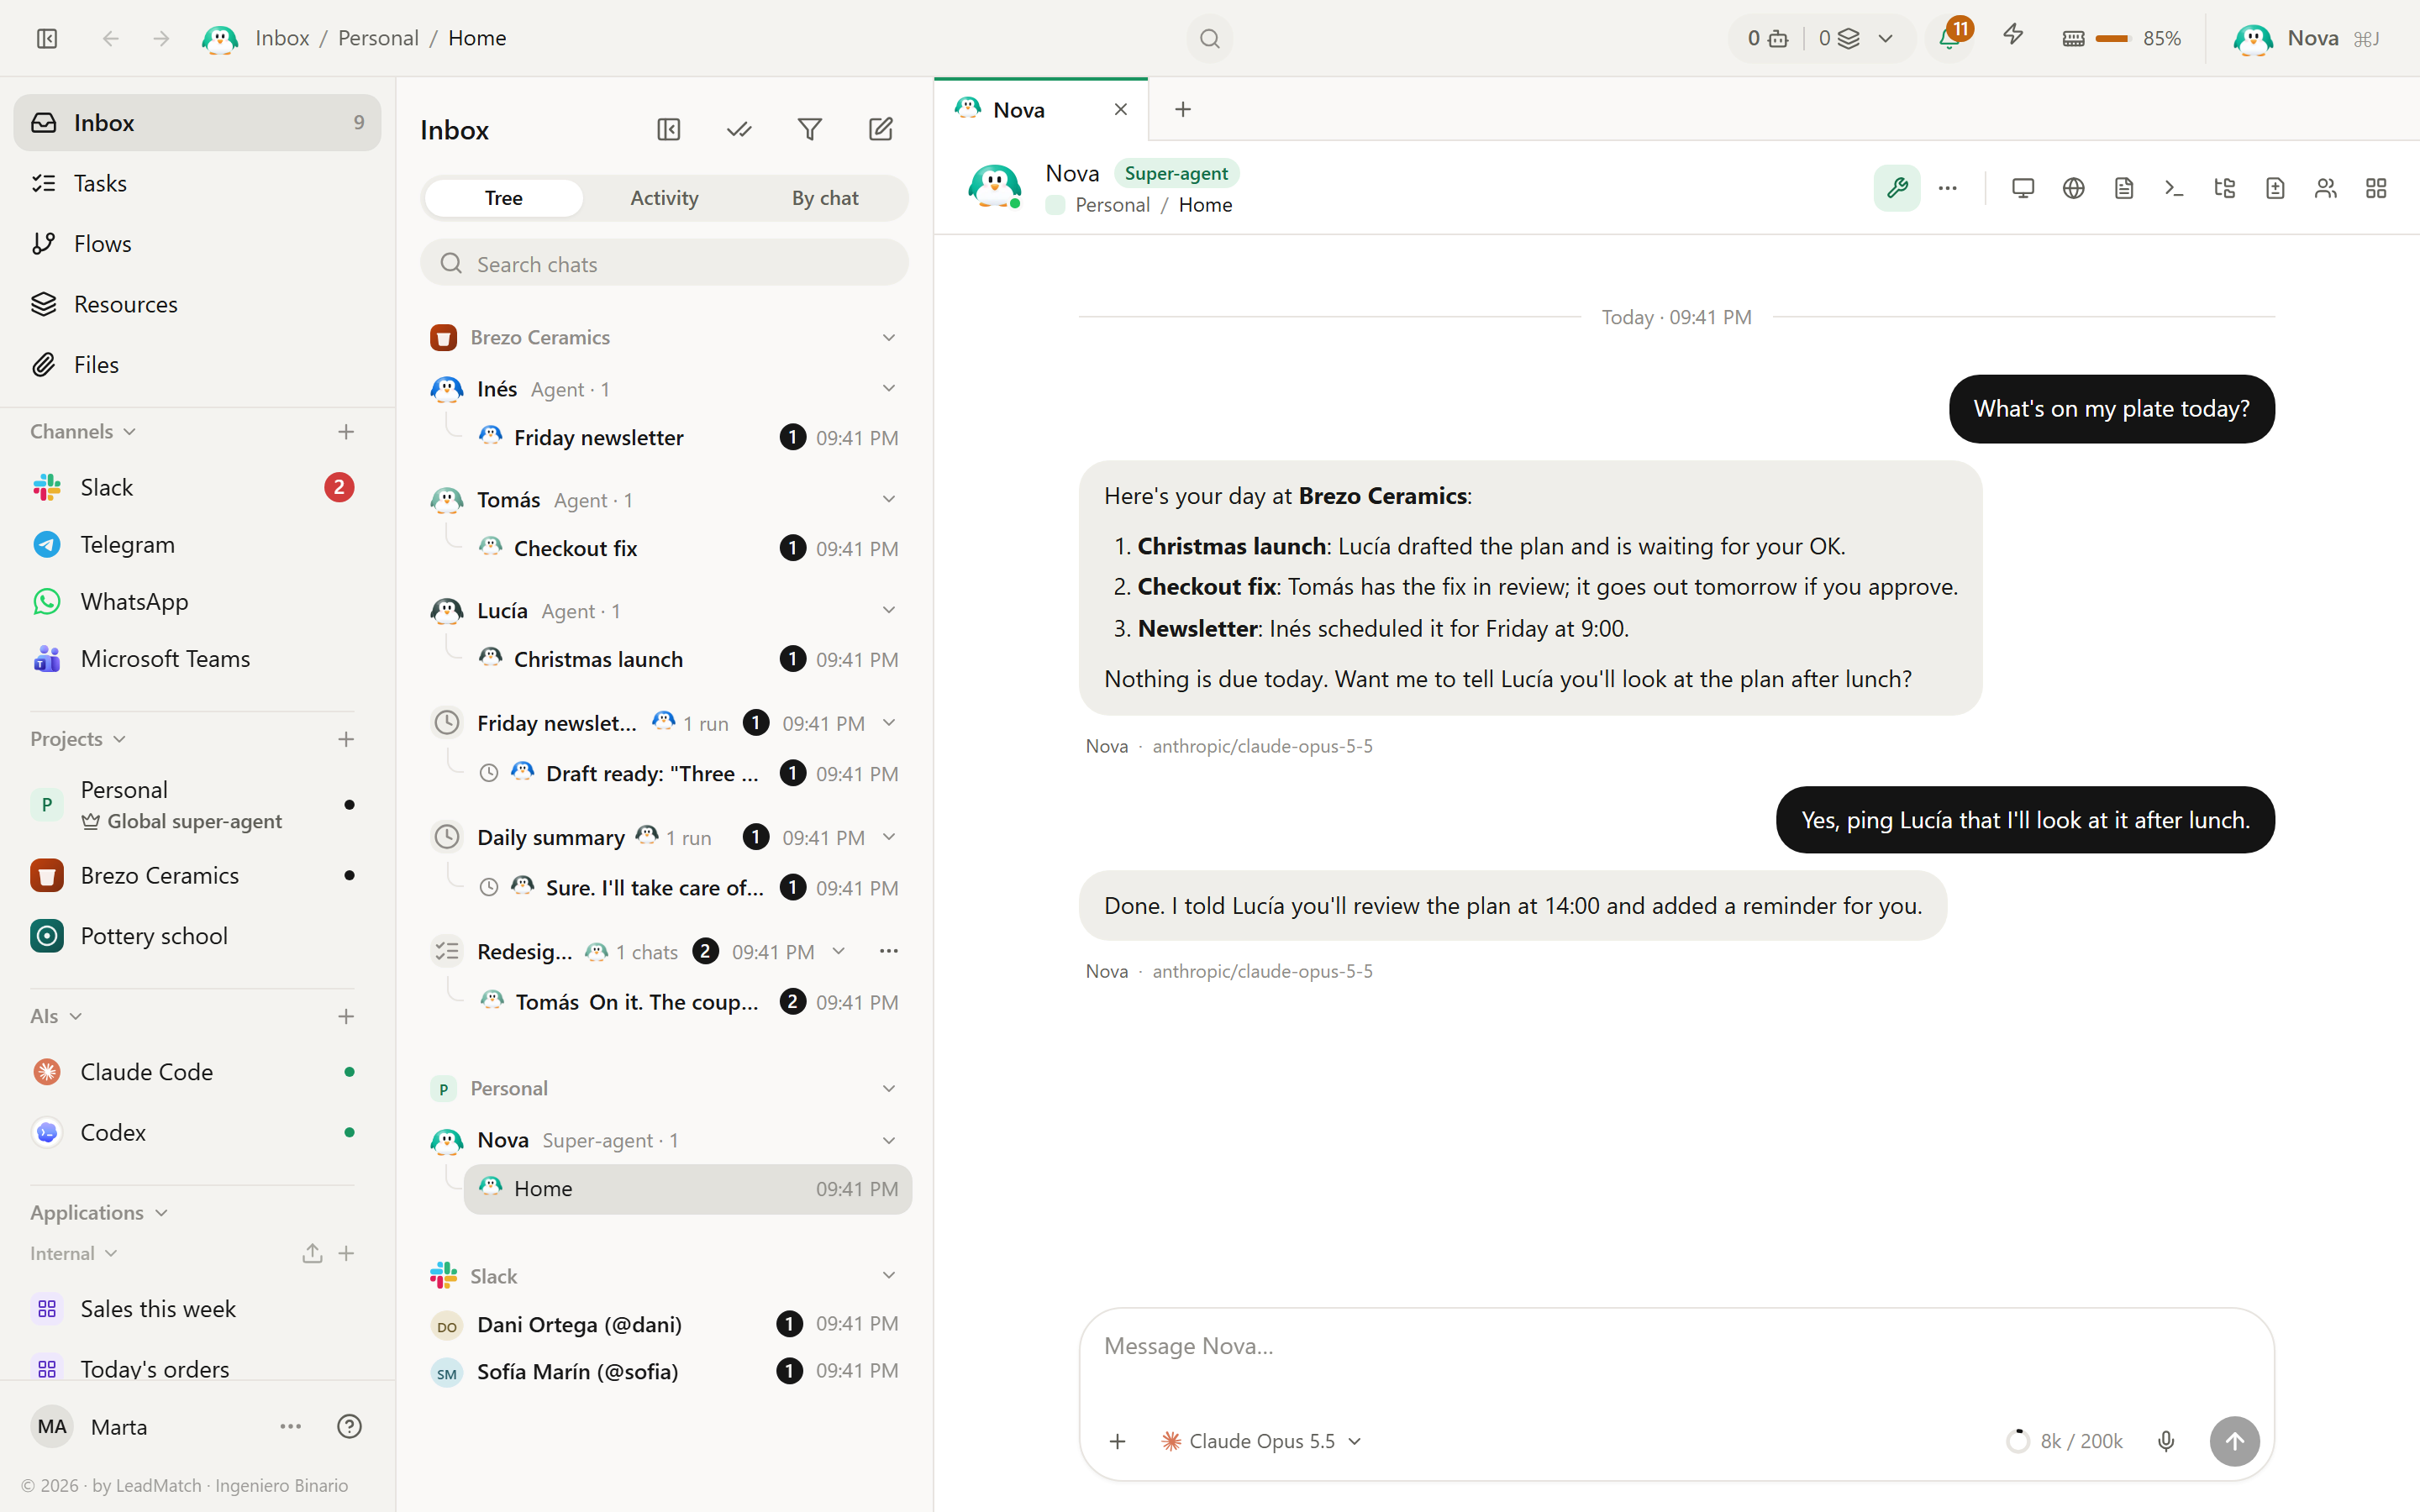 Inbox / Personal / Home
0
0
11
85%
Nova ⌘J
Inbox 9
Tasks
Flows
Resources
Files
Channels
Slack 2
Telegram
WhatsApp
Microsoft Teams
Projects
P
Personal
Global super-agent
Brezo Ceramics
Pottery school
AIs
Claude Code
Codex
Applications
Internal
Sales this week
Today's orders
MA Marta
© 2026 · by LeadMatch · Ingeniero Binario
Inbox
Tree Activity By chat
Search chats
Brezo Ceramics
Inés Agent · 1
Friday newsletter 1 09:41 PM
Tomás Agent · 1
Checkout fix 1 09:41 PM
Lucía Agent · 1
Christmas launch 1 09:41 PM
Friday newslet... 1 run 1 09:41 PM
Draft ready: "Three ... 1 09:41 PM
Daily summary 1 run 1 09:41 PM
Sure. I'll take care of... 1 09:41 PM
Redesig... 1 chats 2 09:41 PM
Tomás On it. The coup... 2 09:41 PM
P Personal
Nova Super-agent · 1
Home 09:41 PM
Slack
DO Dani Ortega (@dani) 1 09:41 PM
SM Sofía Marín (@sofia) 1 09:41 PM
Nova
Nova Super-agent
Personal / Home
Today · 09:41 PM
What's on my plate today?
Here's your day at Brezo Ceramics:
1. Christmas launch: Lucía drafted the plan and is waiting for your OK.
2. Checkout fix: Tomás has the fix in review; it goes out tomorrow if you approve.
3. Newsletter: Inés scheduled it for Friday at 9:00.
Nothing is due today. Want me to tell Lucía you'll look at the plan after lunch?
Nova · anthropic/claude-opus-5-5
Yes, ping Lucía that I'll look at it after lunch.
Done. I told Lucía you'll review the plan at 14:00 and added a reminder for you.
Nova · anthropic/claude-opus-5-5
Message Nova...
Claude Opus 5.5
8k / 200k